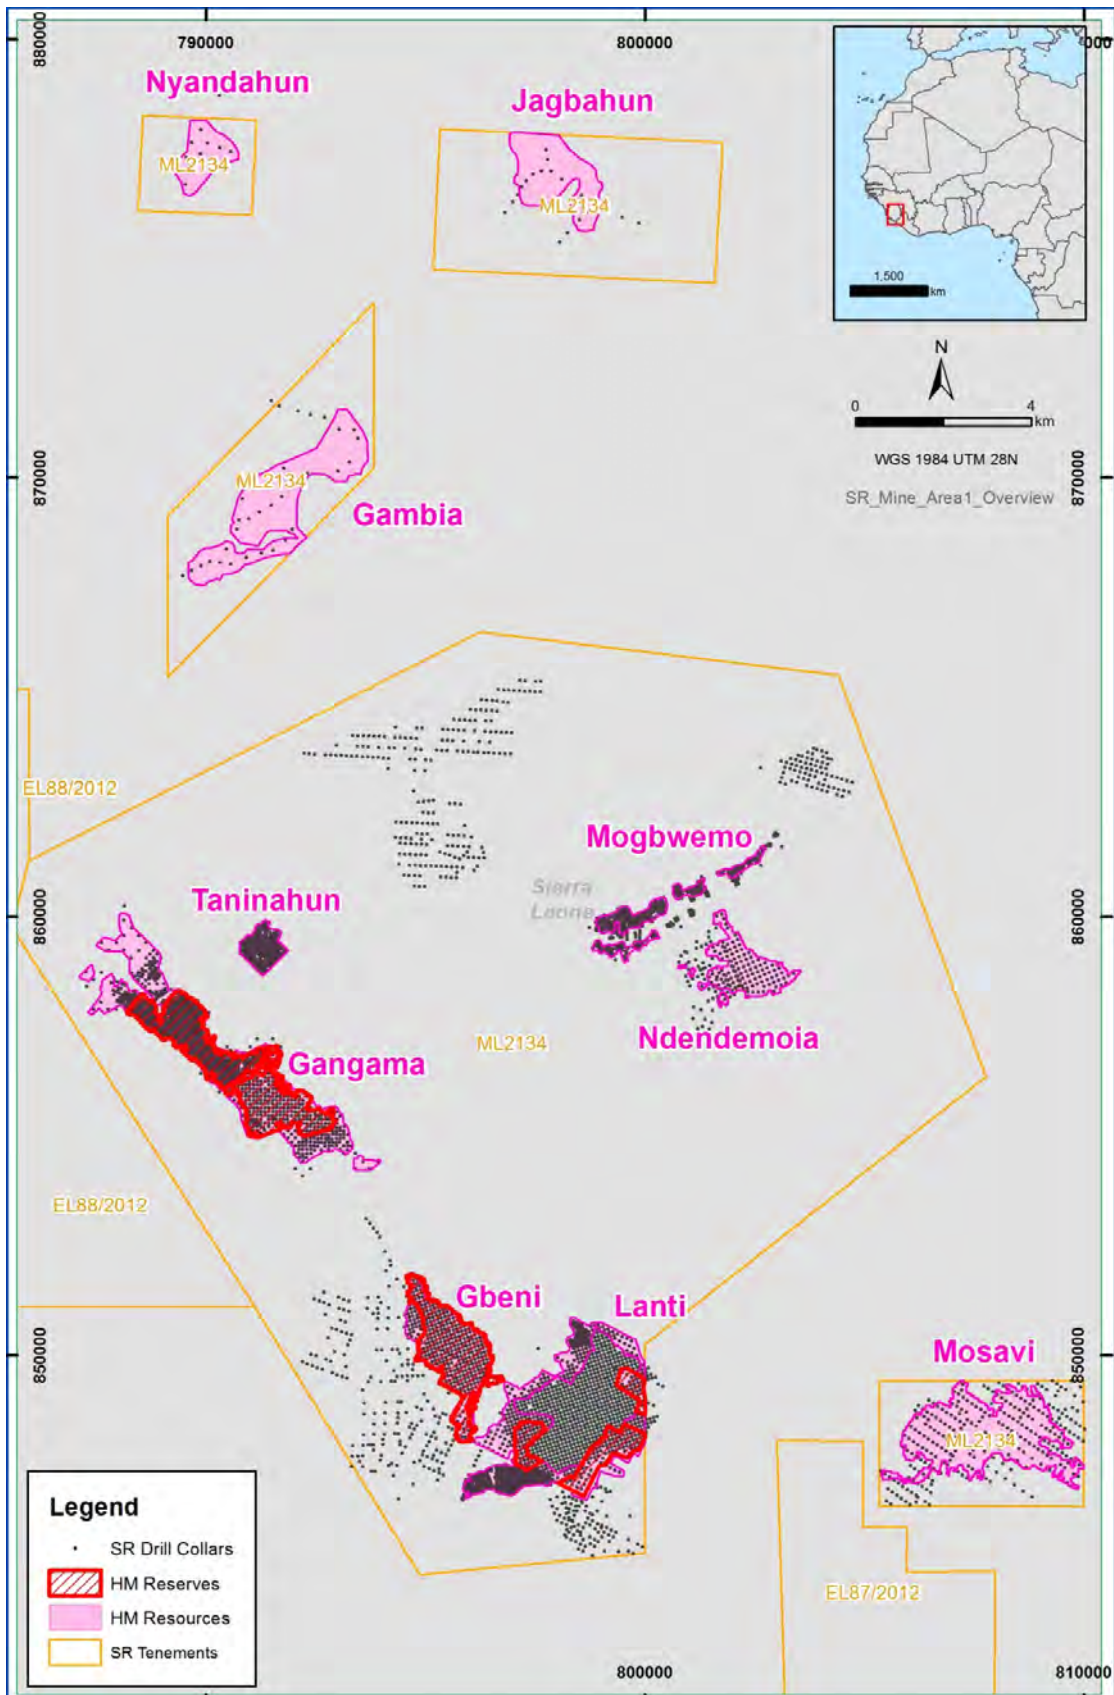 790000
800000
000
880000
Nyandahun
Jagbahun
ML2134
ML2134
1,500
km
N
0 4
km
WGS 1984 UTM 28N
SR_Mine_Area1_Overview
870000
870000
ML2134
Gambia
EL88/2012
Mogbwemo
Sierra
Leone
Taninahun
860000
860000
Ndendemoia
ML2134
Gangama
EL88/2012
Gbeni
Lanti
850000
850000
Mosavi
ML2134
EL87/2012
Legend
SR Drill Collars
HM Reserves
HM Resources
SR Tenements
800000
810000